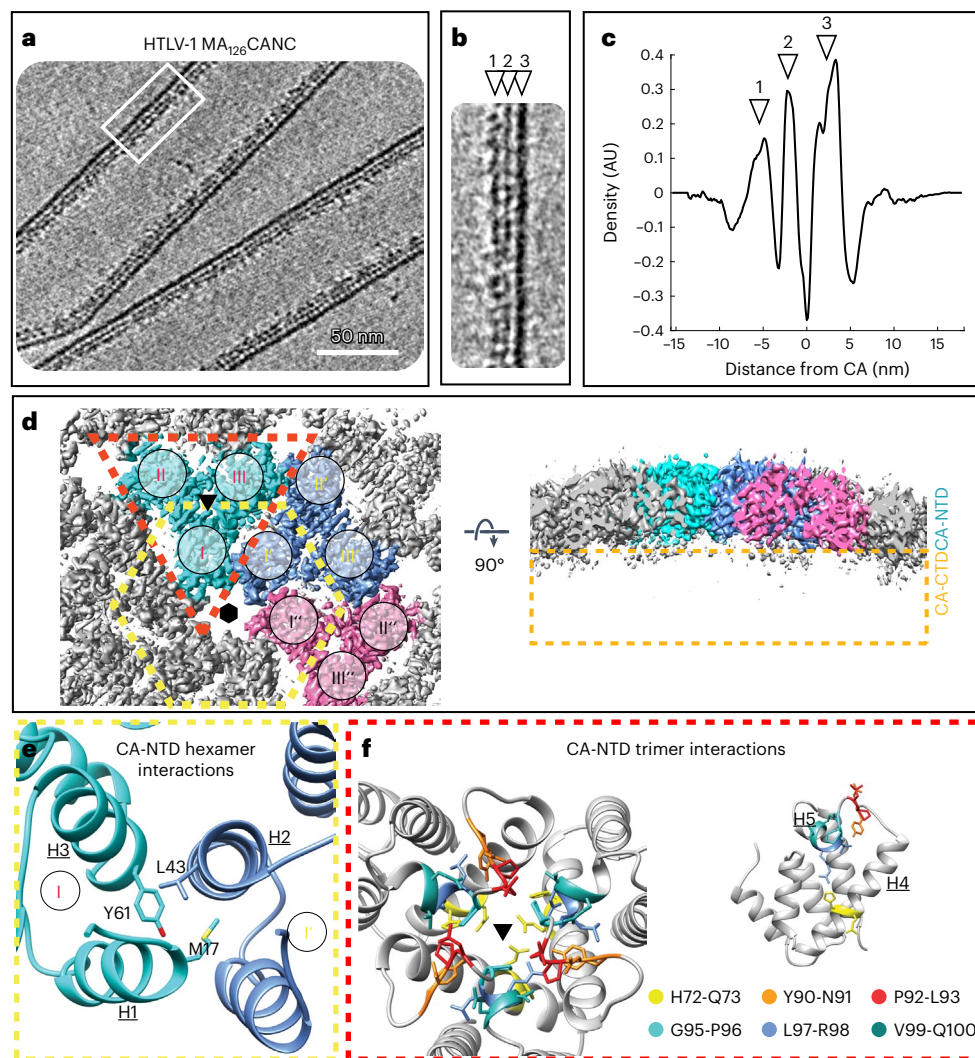 a
HTLV-1 MA126CANC
50 nm
b
1 2 3
c
1
2
3
0.4
0.3
0.2
0.1
0
–0.1
–0.2
–0.3
–0.4
Density (AU)
–15 –10 –5 0 5 10 15
Distance from CA (nm)
d
II III II'
I I' III'
I′′ II′′
III′′
90°
CA-CTD CA-NTD
e
CA-NTD hexamer
interactions
H3
H2
L43
I
Y61
M17
I'
H1
f
CA-NTD trimer interactions
H5
H4
H72-Q73 Y90-N91 P92-L93
G95-P96 L97-R98 V99-Q100